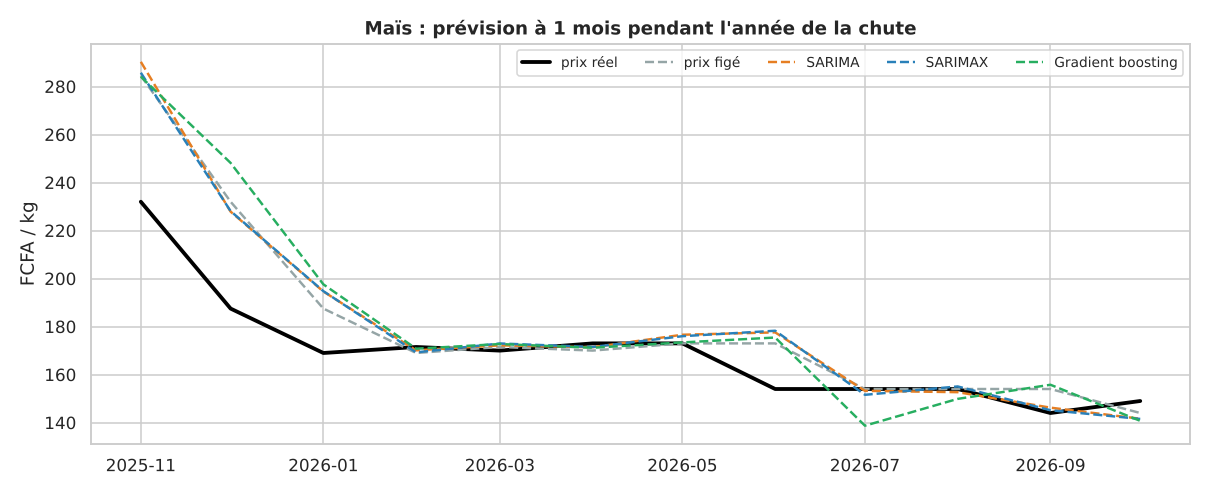 Maïs : prévision à 1 mois pendant l'année de la chute
prix réel prix figé SARIMA SARIMAX Gradient boosting
FCFA / kg
280
260
240
220
200
180
160
140
2025-11 2026-01 2026-03 2026-05 2026-07 2026-09